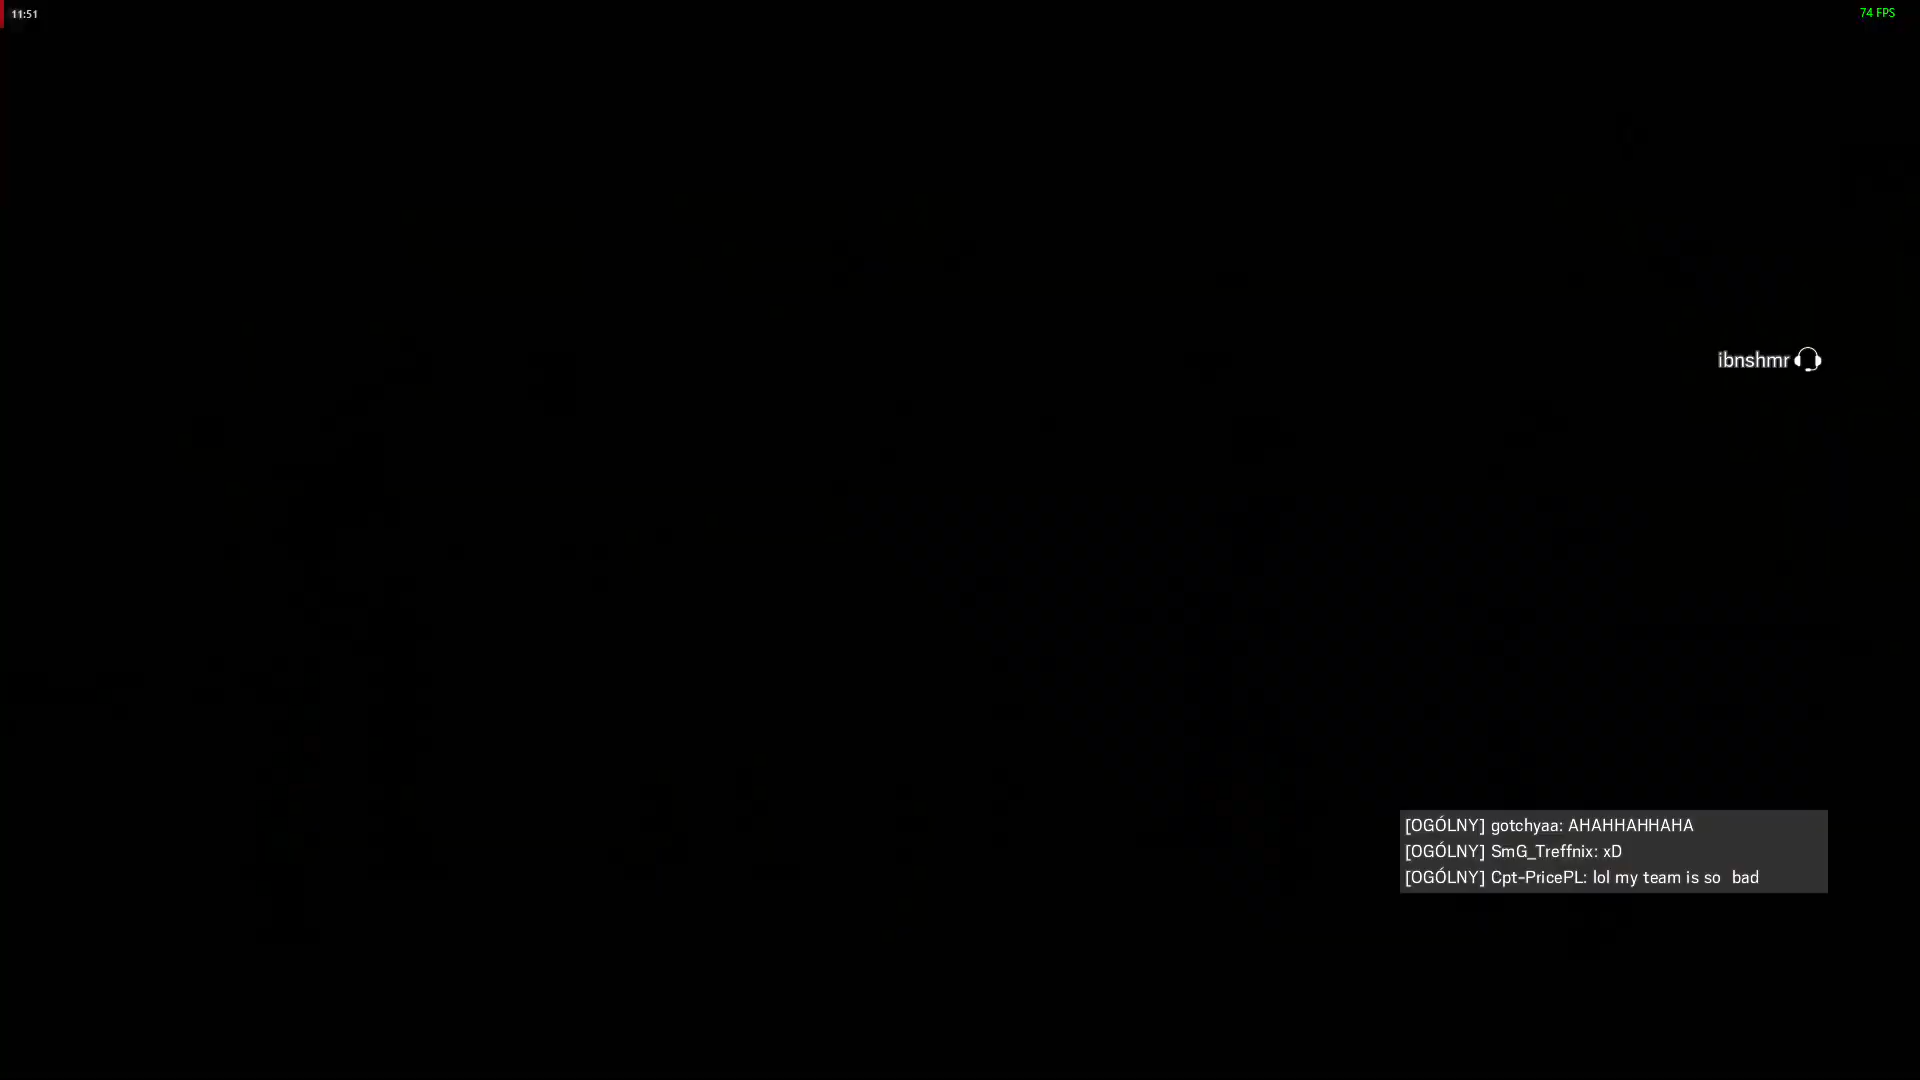 11:51
74 FPS
ibnshmr
[OGÓLNY] gotchyaa: AHAHHAHHAHA
[OGÓLNY] SmG_Treffnix: xD
[OGÓLNY] Cpt-PricePL: lol my team is so  bad